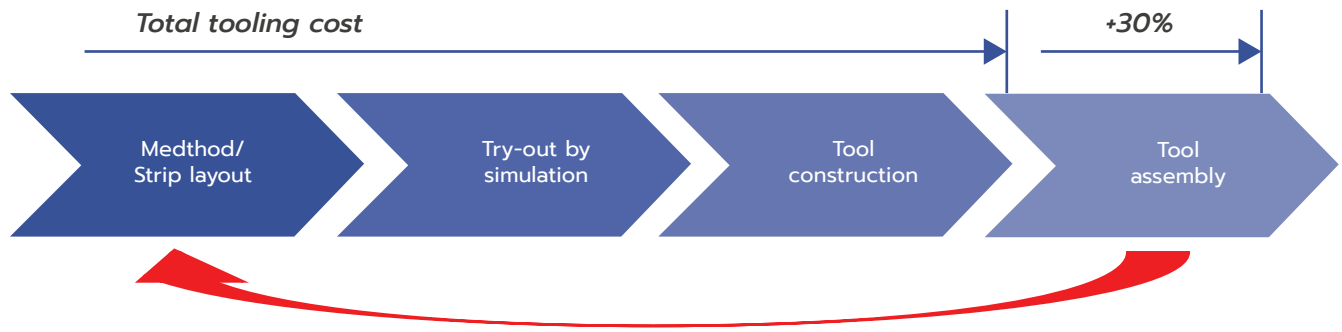 Total tooling cost
+30%
Medthod/
Strip layout
Try-out by
simulation
Tool
construction
Tool
assembly